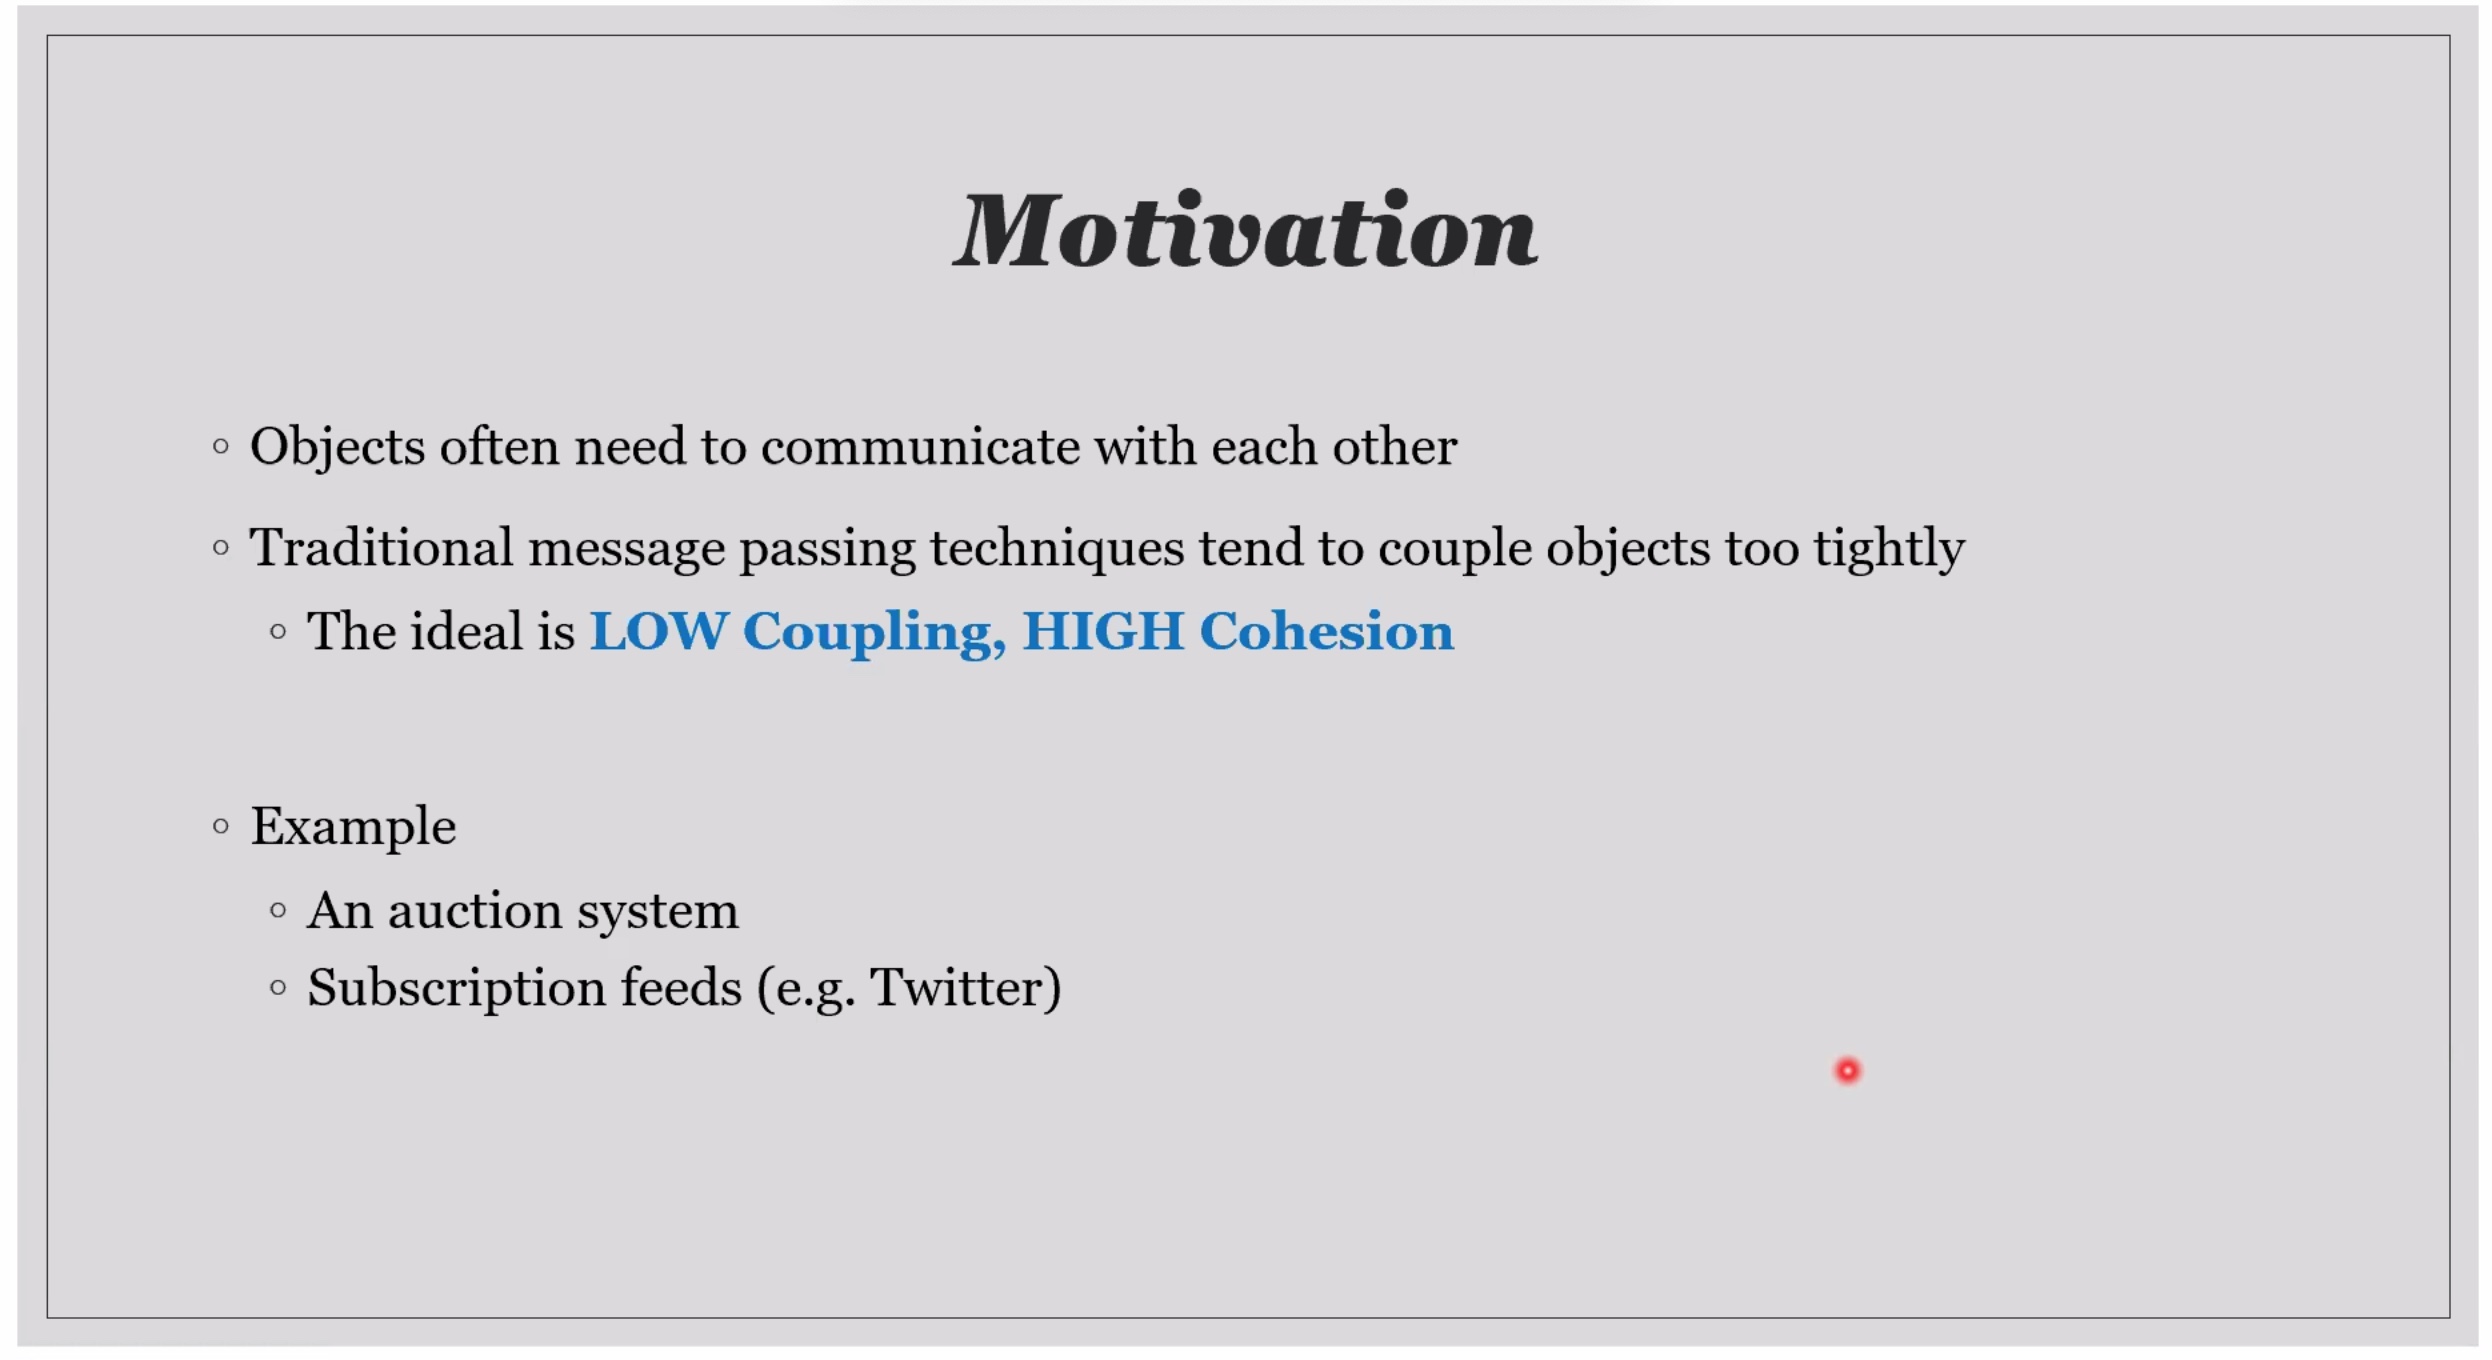 Motivation
Objects often need to communicate with each other
Traditional message passing techniques tend to couple objects too tightly
The ideal is LOW Coupling, HIGH Cohesion
Example
An auction system
Subscription feeds (e.g. Twitter)